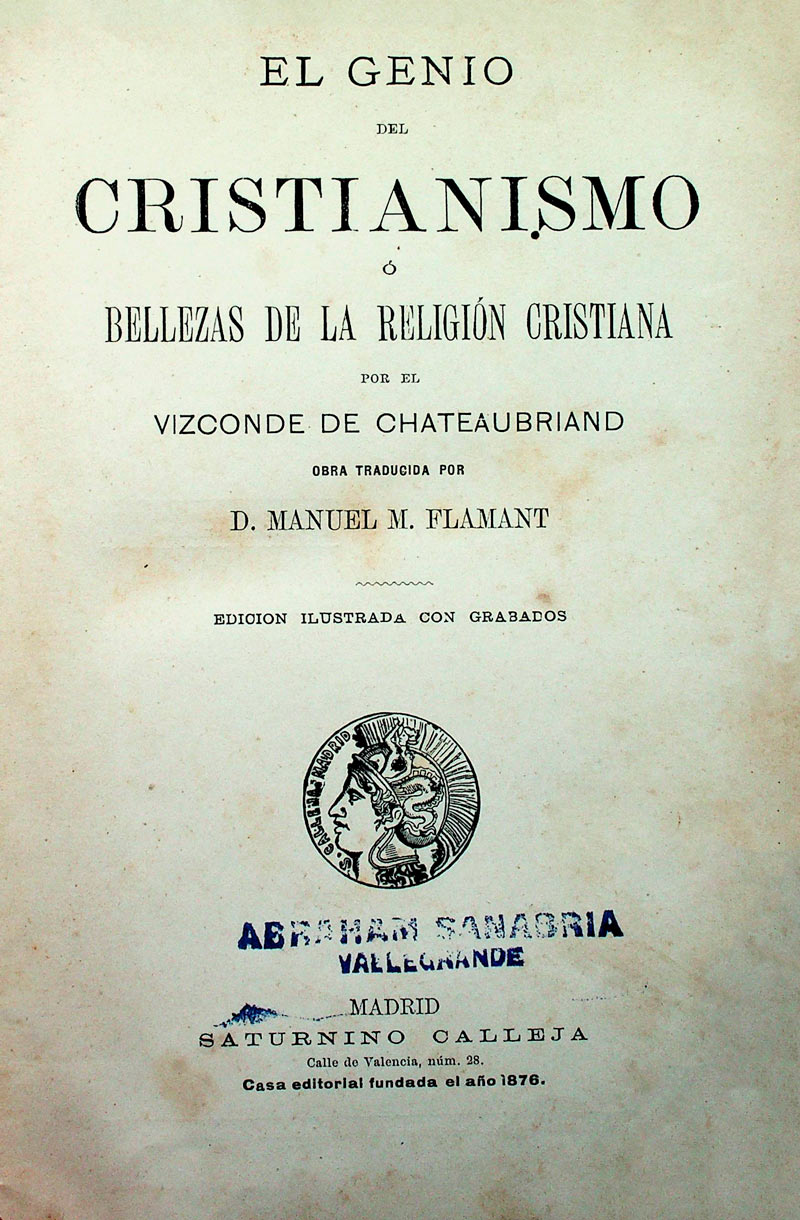 EL GENIO
DEL
CRISTIANISMO
ó
BELLEZAS DE LA RELIGIÓN CRISTIANA
POR EL
VIZCONDE DE CHATEAUBRIAND
OBRA TRADUCIDA POR
D. MANUEL M. FLAMANT
EDICION ILUSTRADA CON GRABADOS
S. CALLEJA. MADRID
ABRAHAM SANABRIA
VALLEGRANDE
MADRID
SATURNINO CALLEJA
Calle de Valencia, núm. 28.
Casa editorial fundada el año 1876.